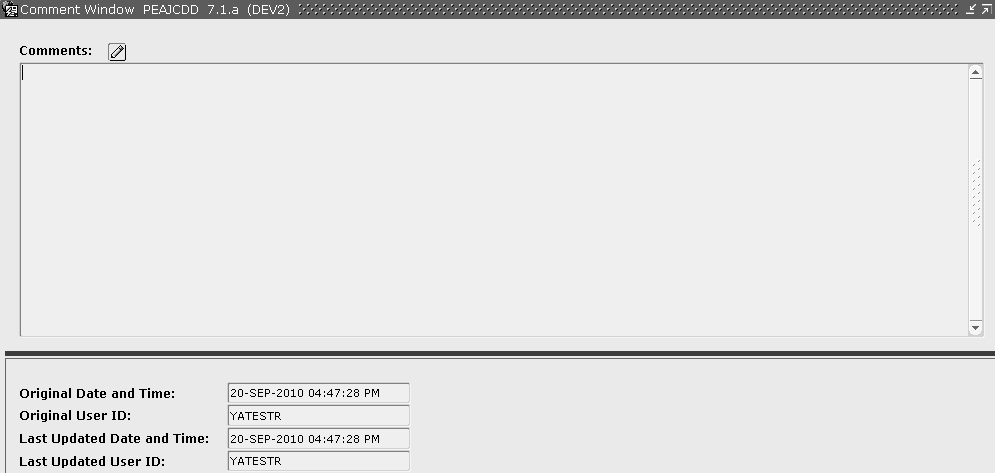 Comment Window PEAJCDD 7.1.a (DEV2)
Comments:
Original Date and Time: 20-SEP-2010 04:47:28 PM
Original User ID: YATESTR
Last Updated Date and Time: 20-SEP-2010 04:47:28 PM
Last Updated User ID: YATESTR